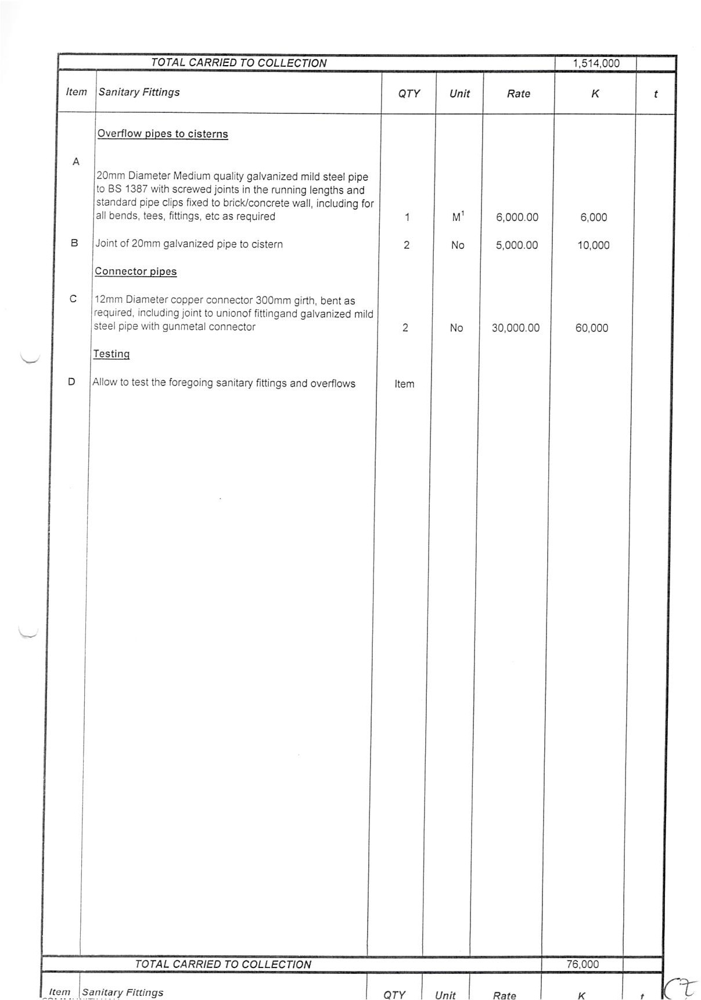 TOTAL CARRIED TO COLLECTION 1,514,000
Item Sanitary Fittings QTY Unit Rate K t
Overflow pipes to cisterns
A
20mm Diameter Medium quality galvanized mild steel pipe
to BS 1387 with screwed joints in the running lengths and
standard pipe clips fixed to brick/concrete wall, including for
all bends, tees, fittings, etc as required 1 M¹ 6,000.00 6,000
B Joint of 20mm galvanized pipe to cistern 2 No 5,000.00 10,000
Connector pipes
C 12mm Diameter copper connector 300mm girth, bent as
required, including joint to unionof fittingand galvanized mild
steel pipe with gunmetal connector 2 No 30,000.00 60,000
Testing
D Allow to test the foregoing sanitary fittings and overflows Item
TOTAL CARRIED TO COLLECTION 76,000
Item Sanitary Fittings QTY Unit Rate K t